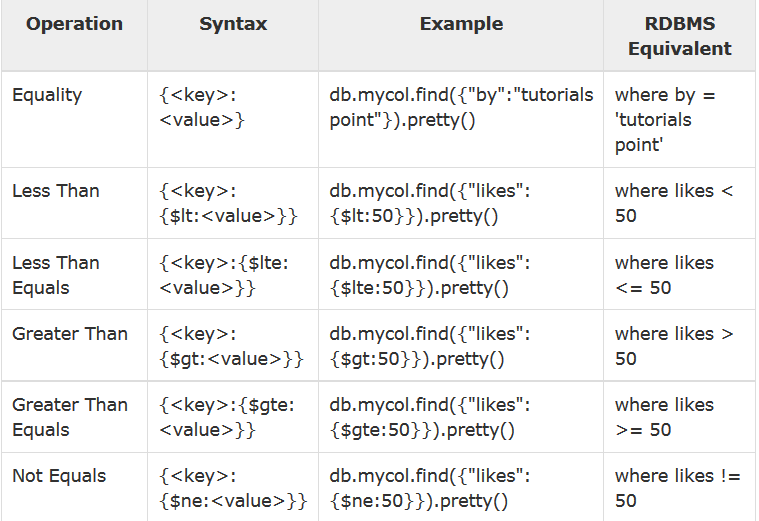 Operation Syntax Example RDBMS
Equivalent
Equality {<key>: db.mycol.find({"by":"tutorials where by =
<value>} point"}).pretty() 'tutorials
point'
Less Than {<key>: db.mycol.find({"likes": where likes <
{$lt:<value>}} {$lt:50}}).pretty() 50
Less Than {<key>:{$lte: db.mycol.find({"likes": where likes
Equals <value>}} {$lte:50}}).pretty() <= 50
Greater Than {<key>: db.mycol.find({"likes": where likes >
{$gt:<value>}} {$gt:50}}).pretty() 50
Greater Than {<key>:{$gte: db.mycol.find({"likes": where likes
Equals <value>}} {$gte:50}}).pretty() >= 50
Not Equals {<key>: db.mycol.find({"likes": where likes !=
{$ne:<value>}} {$ne:50}}).pretty() 50